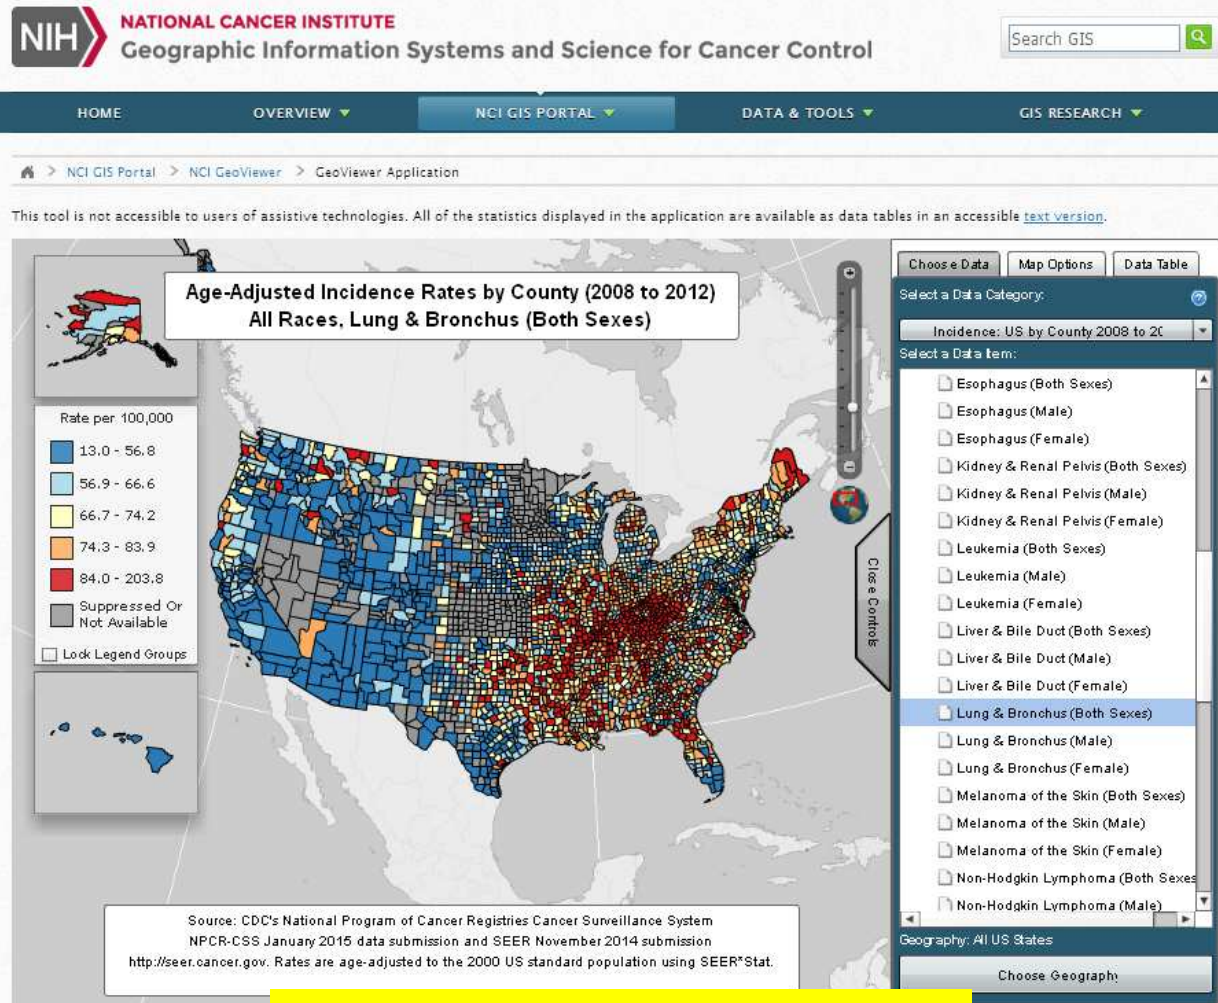 NIH
NATIONAL CANCER INSTITUTE
Geographic Information Systems and Science for Cancer Control
Search GIS
HOME
OVERVIEW
NCI GIS PORTAL
DATA & TOOLS
GIS RESEARCH
> NCI GIS Portal > NCI GeoViewer > GeoViewer Application
This tool is not accessible to users of assistive technologies. All of the statistics displayed in the application are available as data tables in an accessible text version.
Age-Adjusted Incidence Rates by County (2008 to 2012)
All Races, Lung & Bronchus (Both Sexes)
Rate per 100,000
13.0 - 56.8
56.9 - 66.6
66.7 - 74.2
74.3 - 83.9
84.0 - 203.8
Suppressed Or
Not Available
Lock Legend Groups
Close Controls
Source: CDC's National Program of Cancer Registries Cancer Surveillance System
NPCR-CSS January 2015 data submission and SEER November 2014 submission
http://seer.cancer.gov. Rates are age-adjusted to the 2000 US standard population using SEER*Stat.
Choose Data
Map Options
Data Table
Select a Data Category:
?
Incidence: US by County 2008 to 20
Select a Data Item:
Esophagus (Both Sexes)
Esophagus (Male)
Esophagus (Female)
Kidney & Renal Pelvis (Both Sexes)
Kidney & Renal Pelvis (Male)
Kidney & Renal Pelvis (Female)
Leukemia (Both Sexes)
Leukemia (Male)
Leukemia (Female)
Liver & Bile Duct (Both Sexes)
Liver & Bile Duct (Male)
Liver & Bile Duct (Female)
Lung & Bronchus (Both Sexes)
Lung & Bronchus (Male)
Lung & Bronchus (Female)
Melanoma of the Skin (Both Sexes)
Melanoma of the Skin (Male)
Melanoma of the Skin (Female)
Non-Hodgkin Lymphoma (Both Sexes
Non-Hodgkin Lymphoma (Male)
Geography: All US States
Choose Geography